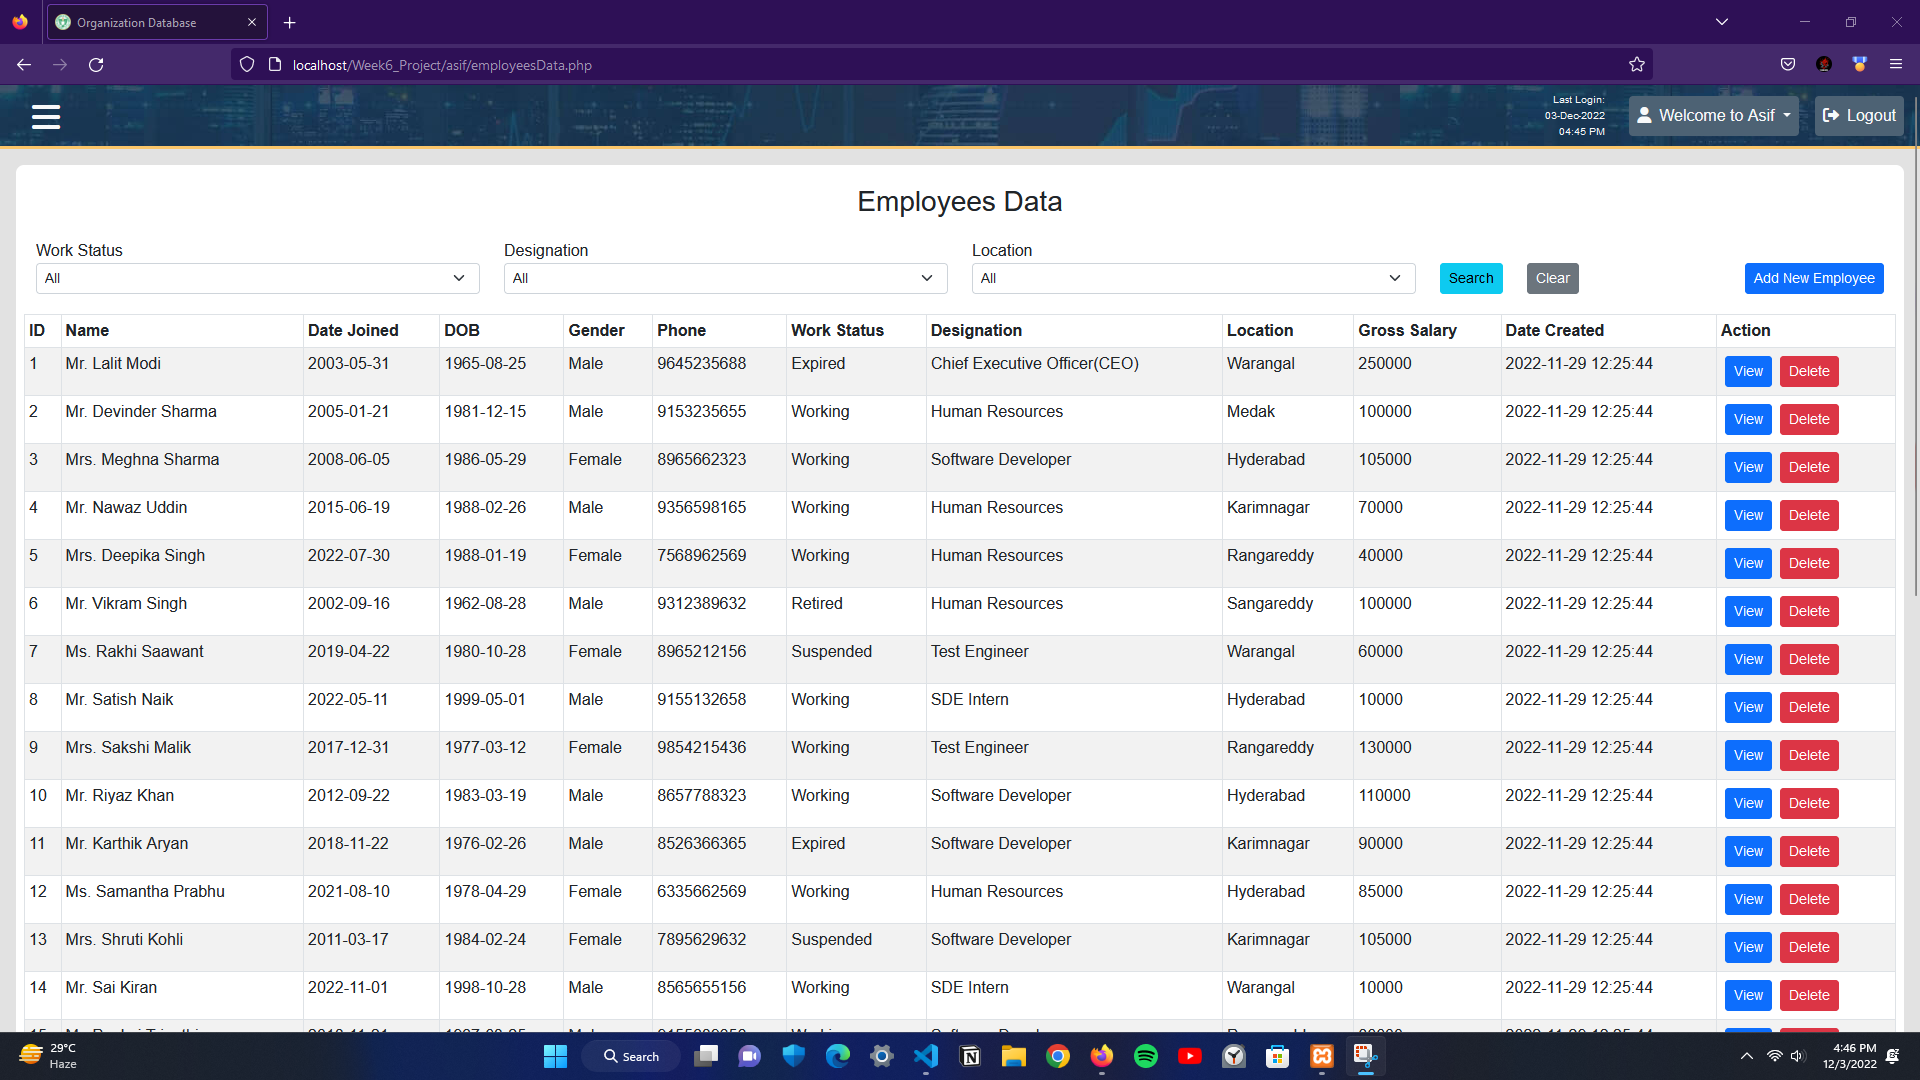 Organization Database
localhost/Week6_Project/asif/employeesData.php
Last Login:
03-Dec-2022
04:45 PM
Welcome to Asif
Logout
Employees Data
Work Status Designation Location
All All All Search Clear Add New Employee
ID Name Date Joined DOB Gender Phone Work Status Designation Location Gross Salary Date Created Action
1 Mr. Lalit Modi 2003-05-31 1965-08-25 Male 9645235688 Expired Chief Executive Officer(CEO) Warangal 250000 2022-11-29 12:25:44 View Delete
2 Mr. Devinder Sharma 2005-01-21 1981-12-15 Male 9153235655 Working Human Resources Medak 100000 2022-11-29 12:25:44 View Delete
3 Mrs. Meghna Sharma 2008-06-05 1986-05-29 Female 8965662323 Working Software Developer Hyderabad 105000 2022-11-29 12:25:44 View Delete
4 Mr. Nawaz Uddin 2015-06-19 1988-02-26 Male 9356598165 Working Human Resources Karimnagar 70000 2022-11-29 12:25:44 View Delete
5 Mrs. Deepika Singh 2022-07-30 1988-01-19 Female 7568962569 Working Human Resources Rangareddy 40000 2022-11-29 12:25:44 View Delete
6 Mr. Vikram Singh 2002-09-16 1962-08-28 Male 9312389632 Retired Human Resources Sangareddy 100000 2022-11-29 12:25:44 View Delete
7 Ms. Rakhi Saawant 2019-04-22 1980-10-28 Female 8965212156 Suspended Test Engineer Warangal 60000 2022-11-29 12:25:44 View Delete
8 Mr. Satish Naik 2022-05-11 1999-05-01 Male 9155132658 Working SDE Intern Hyderabad 10000 2022-11-29 12:25:44 View Delete
9 Mrs. Sakshi Malik 2017-12-31 1977-03-12 Female 9854215436 Working Test Engineer Rangareddy 130000 2022-11-29 12:25:44 View Delete
10 Mr. Riyaz Khan 2012-09-22 1983-03-19 Male 8657788323 Working Software Developer Hyderabad 110000 2022-11-29 12:25:44 View Delete
11 Mr. Karthik Aryan 2018-11-22 1976-02-26 Male 8526366365 Expired Software Developer Karimnagar 90000 2022-11-29 12:25:44 View Delete
12 Ms. Samantha Prabhu 2021-08-10 1978-04-29 Female 6335662569 Working Human Resources Hyderabad 85000 2022-11-29 12:25:44 View Delete
13 Mrs. Shruti Kohli 2011-03-17 1984-02-24 Female 7895629632 Suspended Software Developer Karimnagar 105000 2022-11-29 12:25:44 View Delete
14 Mr. Sai Kiran 2022-11-01 1998-10-28 Male 8565655156 Working SDE Intern Warangal 10000 2022-11-29 12:25:44 View Delete
29°C
Haze
Search
4:46 PM
12/3/2022